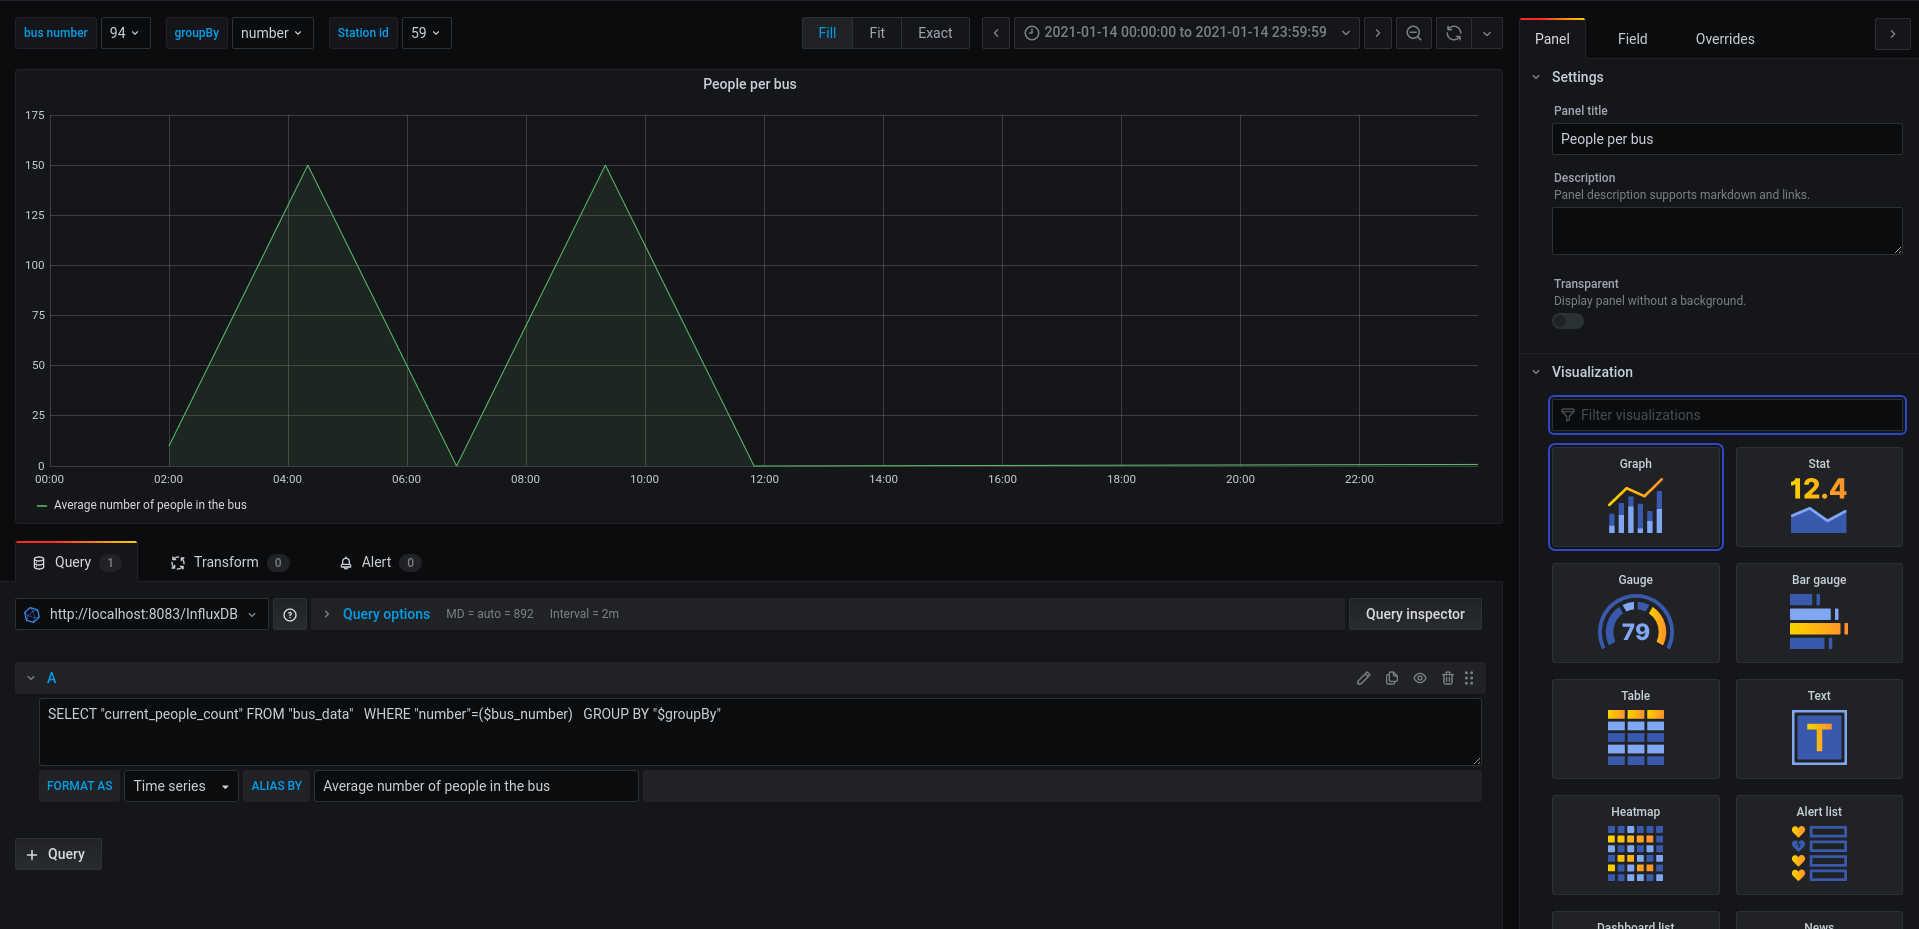 bus number 94 groupBy number Station id 59 Fill Fit Exact 2021-01-14 00:00:00 to 2021-01-14 23:59:59
People per bus
175
150
125
100
75
50
25
0
00:00 02:00 04:00 06:00 08:00 10:00 12:00 14:00 16:00 18:00 20:00 22:00
Average number of people in the bus
Query 1 Transform 0 Alert 0
http://localhost:8083/InfluxDB Query options MD = auto = 892 Interval = 2m Query inspector
A
SELECT "current_people_count" FROM "bus_data" WHERE "number"=($bus_number) GROUP BY "$groupBy"
FORMAT AS Time series ALIAS BY Average number of people in the bus
+ Query
Panel Field Overrides
Settings
Panel title
People per bus
Description
Panel description supports markdown and links.
Transparent
Display panel without a background.
Visualization
Filter visualizations
Graph Stat
12.4
Gauge Bar gauge
79
Table Text
T
Heatmap Alert list
Dashboard list News